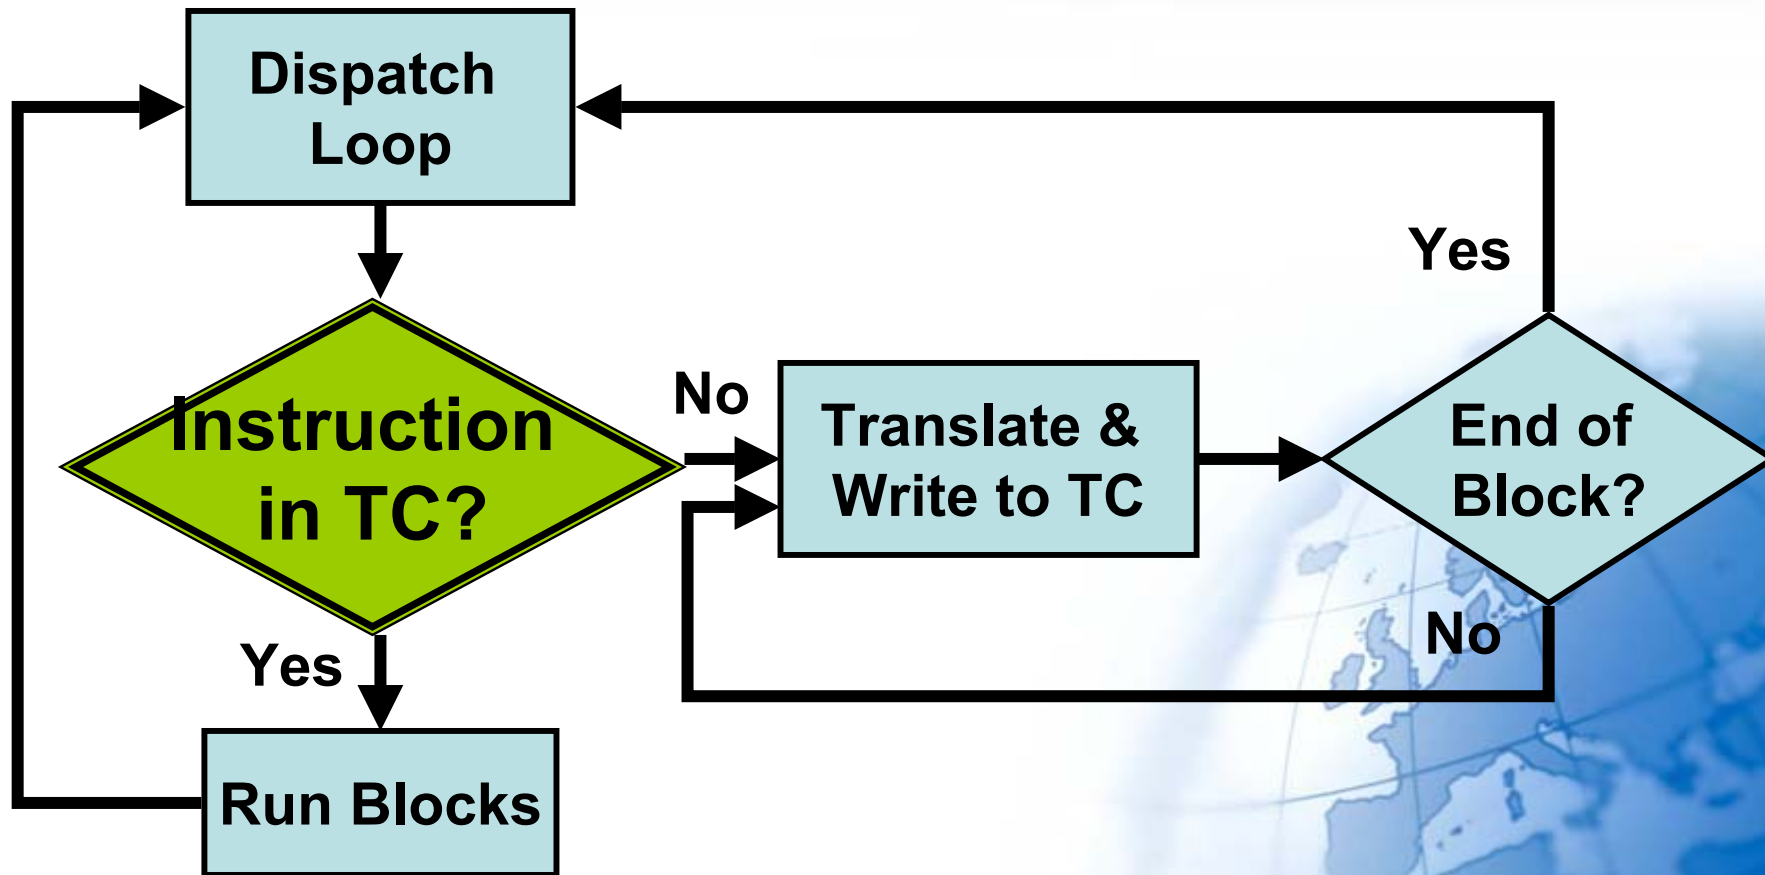 Dispatch
Loop
Yes
Instruction
in TC?
No
Translate &
Write to TC
End of
Block?
No
Yes
Run Blocks